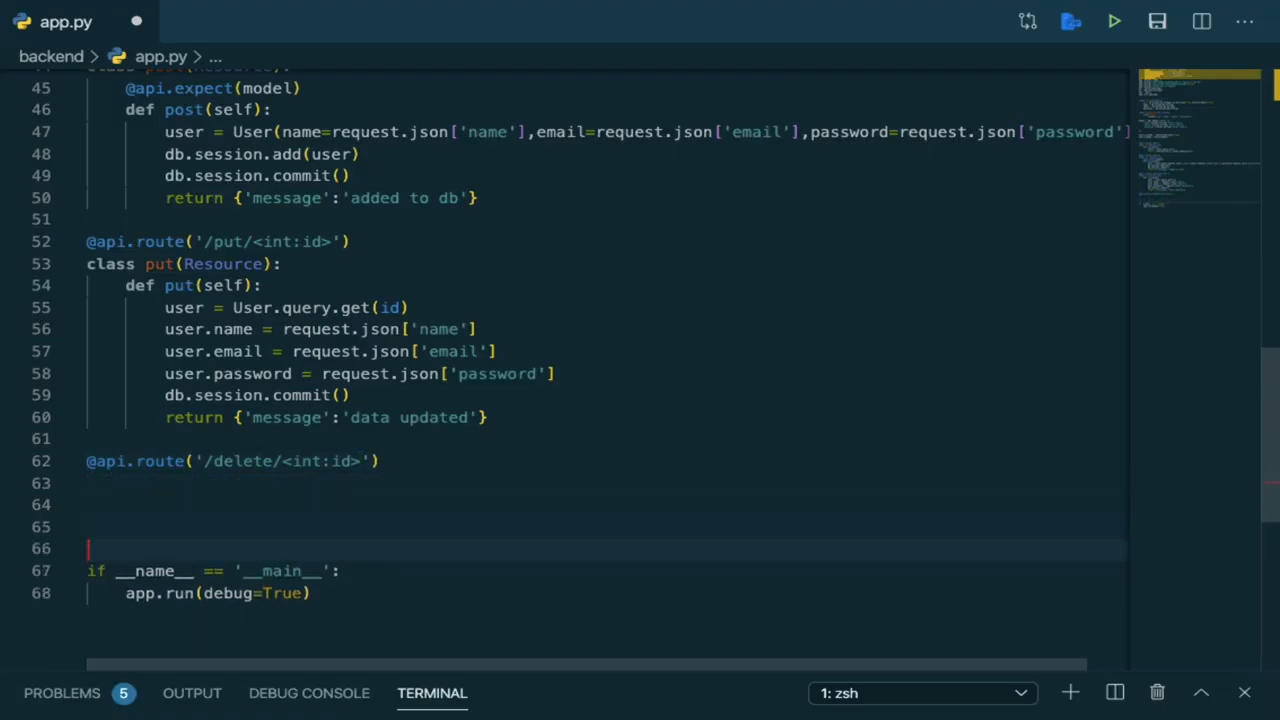 app.py
backend > app.py > ...
45 @api.expect(model)
46 def post(self):
47 user = User(name=request.json['name'],email=request.json['email'],password=request.json['password']
48 db.session.add(user)
49 db.session.commit()
50 return {'message':'added to db'}
51
52 @api.route('/put/<int:id>')
53 class put(Resource):
54 def put(self):
55 user = User.query.get(id)
56 user.name = request.json['name']
57 user.email = request.json['email']
58 user.password = request.json['password']
59 db.session.commit()
60 return {'message':'data updated'}
61
62 @api.route('/delete/<int:id>')
63
64
65
66
67 if __name__ == '__main__':
68 app.run(debug=True)
PROBLEMS 5 OUTPUT DEBUG CONSOLE TERMINAL 1: zsh